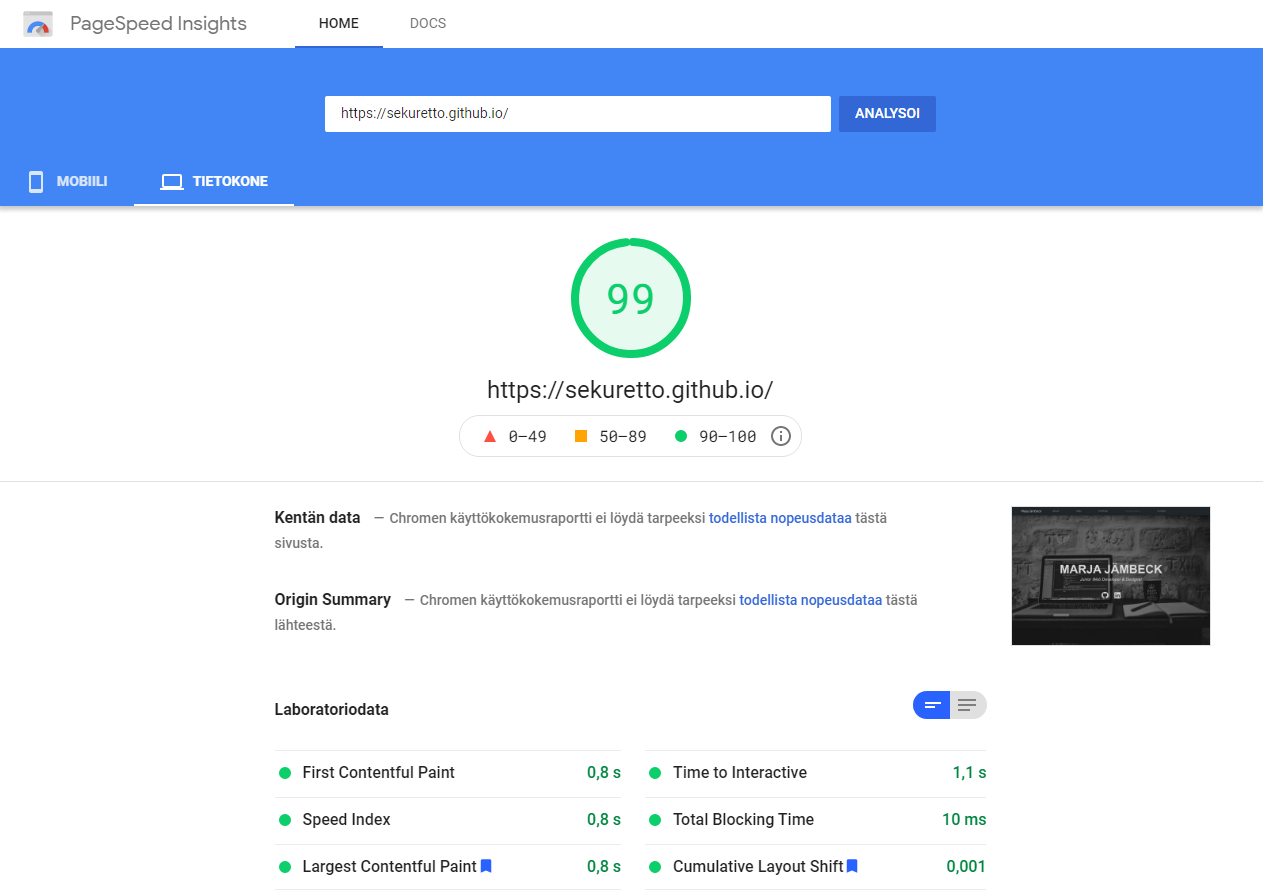 PageSpeed Insights
HOME
DOCS
https://sekuretto.github.io/
ANALYSOI
MOBIILI
TIETOKONE
99
https://sekuretto.github.io/
0–49
50–89
90–100
Kentän data — Chromen käyttökokemusraportti ei löydä tarpeeksi todellista nopeusdataa tästä
sivusta.
Origin Summary — Chromen käyttökokemusraportti ei löydä tarpeeksi todellista nopeusdataa tästä
lähteestä.
MARJA JÄMBECK
Junior Web Developer & Designer
Laboratoriodata
First Contentful Paint 0,8 s
Time to Interactive 1,1 s
Speed Index 0,8 s
Total Blocking Time 10 ms
Largest Contentful Paint 0,8 s
Cumulative Layout Shift 0,001